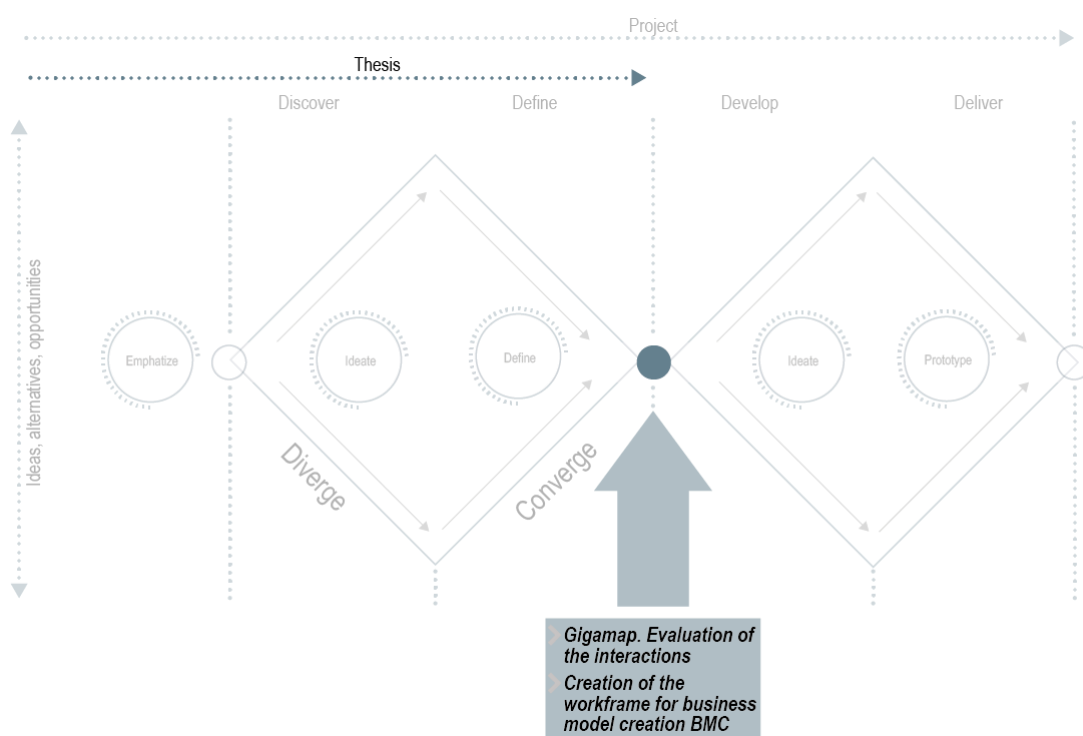 Project
Thesis
Discover
Define
Develop
Deliver
Ideas, alternatives, opportunities
Emphatize
Ideate
Define
Ideate
Prototype
Diverge
Converge
Gigamap. Evaluation of
the interactions
Creation of the
workframe for business
model creation BMC